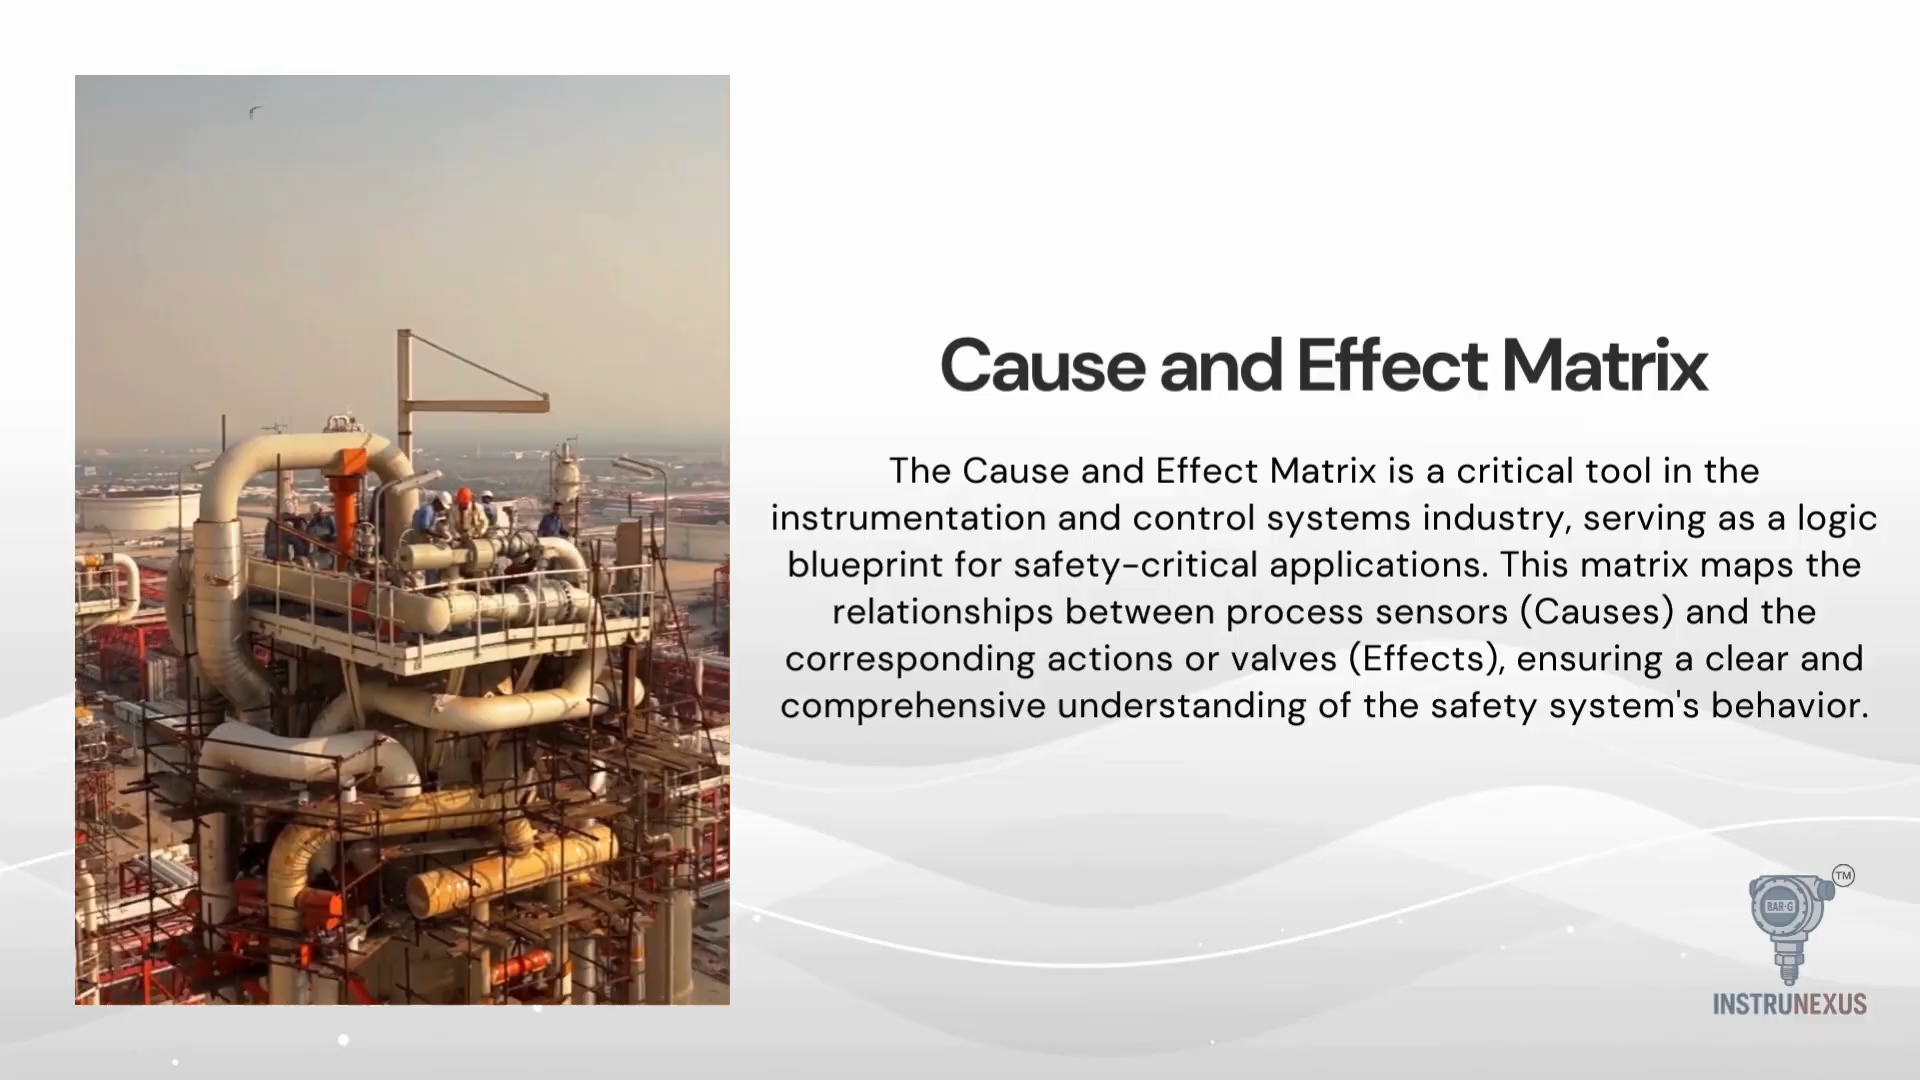 Cause and Effect Matrix
The Cause and Effect Matrix is a critical tool in the
instrumentation and control systems industry, serving as a logic
blueprint for safety-critical applications. This matrix maps the
relationships between process sensors (Causes) and the
corresponding actions or valves (Effects), ensuring a clear and
comprehensive understanding of the safety system's behavior.
TM
BAR-G
INSTRUNEXUS